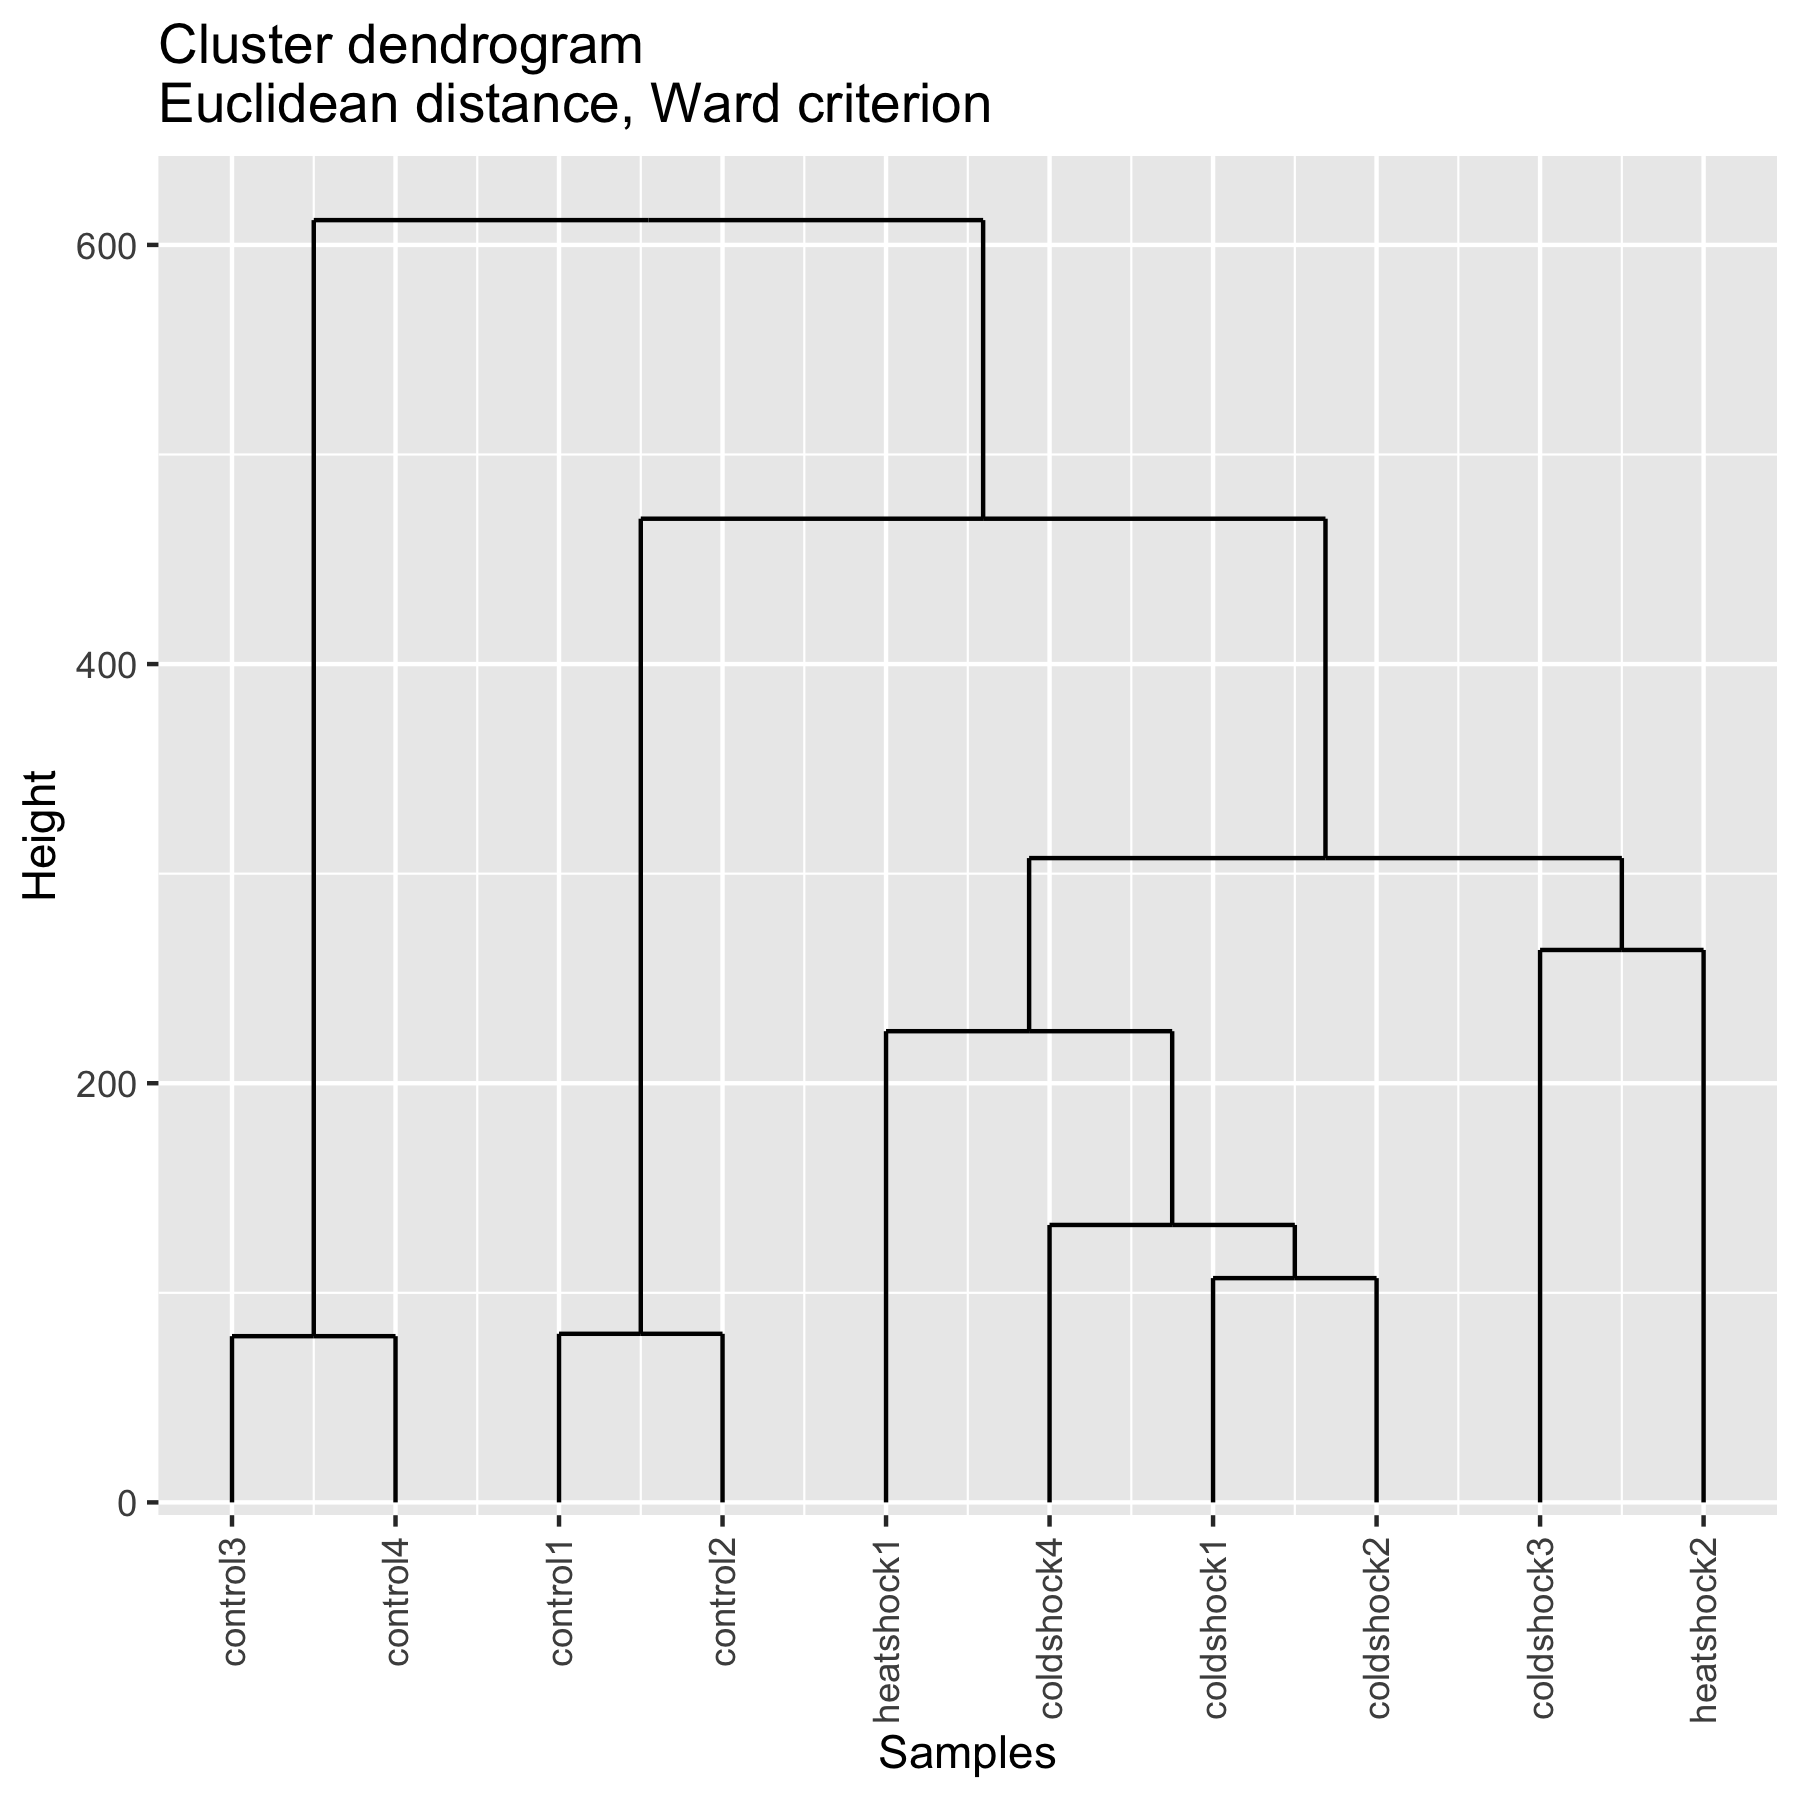 Cluster dendrogram
Euclidean distance, Ward criterion
600
400
200
0
Height
control3
control4
control1
control2
heatshock1
coldshock4
coldshock1
coldshock2
coldshock3
heatshock2
Samples